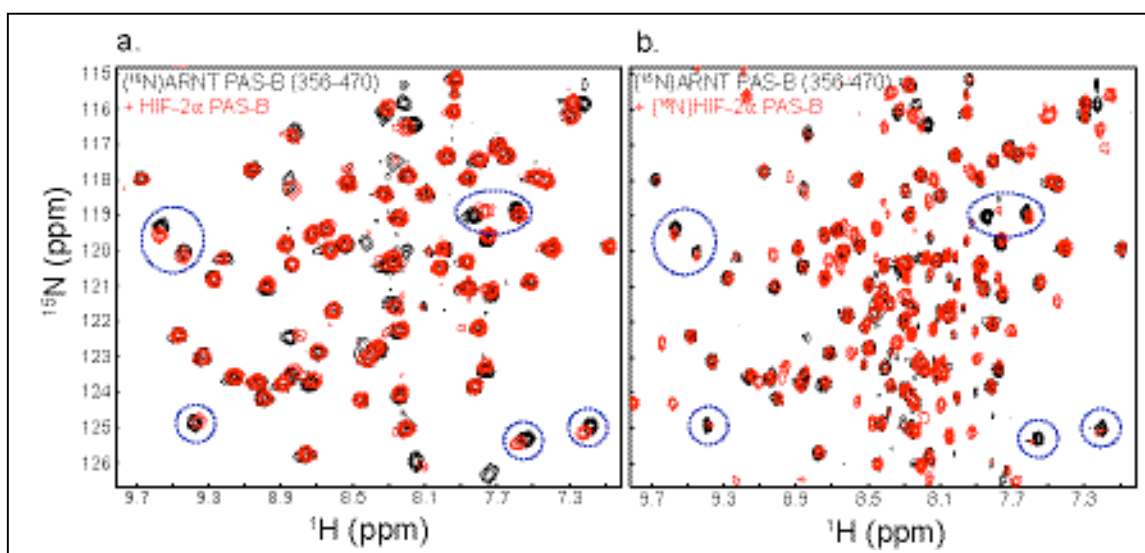 a.
(¹⁵N)ARNT PAS-B (356-470)
+ HIF-2α PAS-B
115
116
117
118
119
120
121
122
123
124
125
126
¹⁵N (ppm)
9.7 9.3 8.9 8.5 8.1 7.7 7.3
¹H (ppm)
b.
(¹⁵N)ARNT PAS-B (356-470)
+ (¹⁵N)HIF-2α PAS-B
9.7 9.3 8.9 8.5 8.1 7.7 7.3
¹H (ppm)